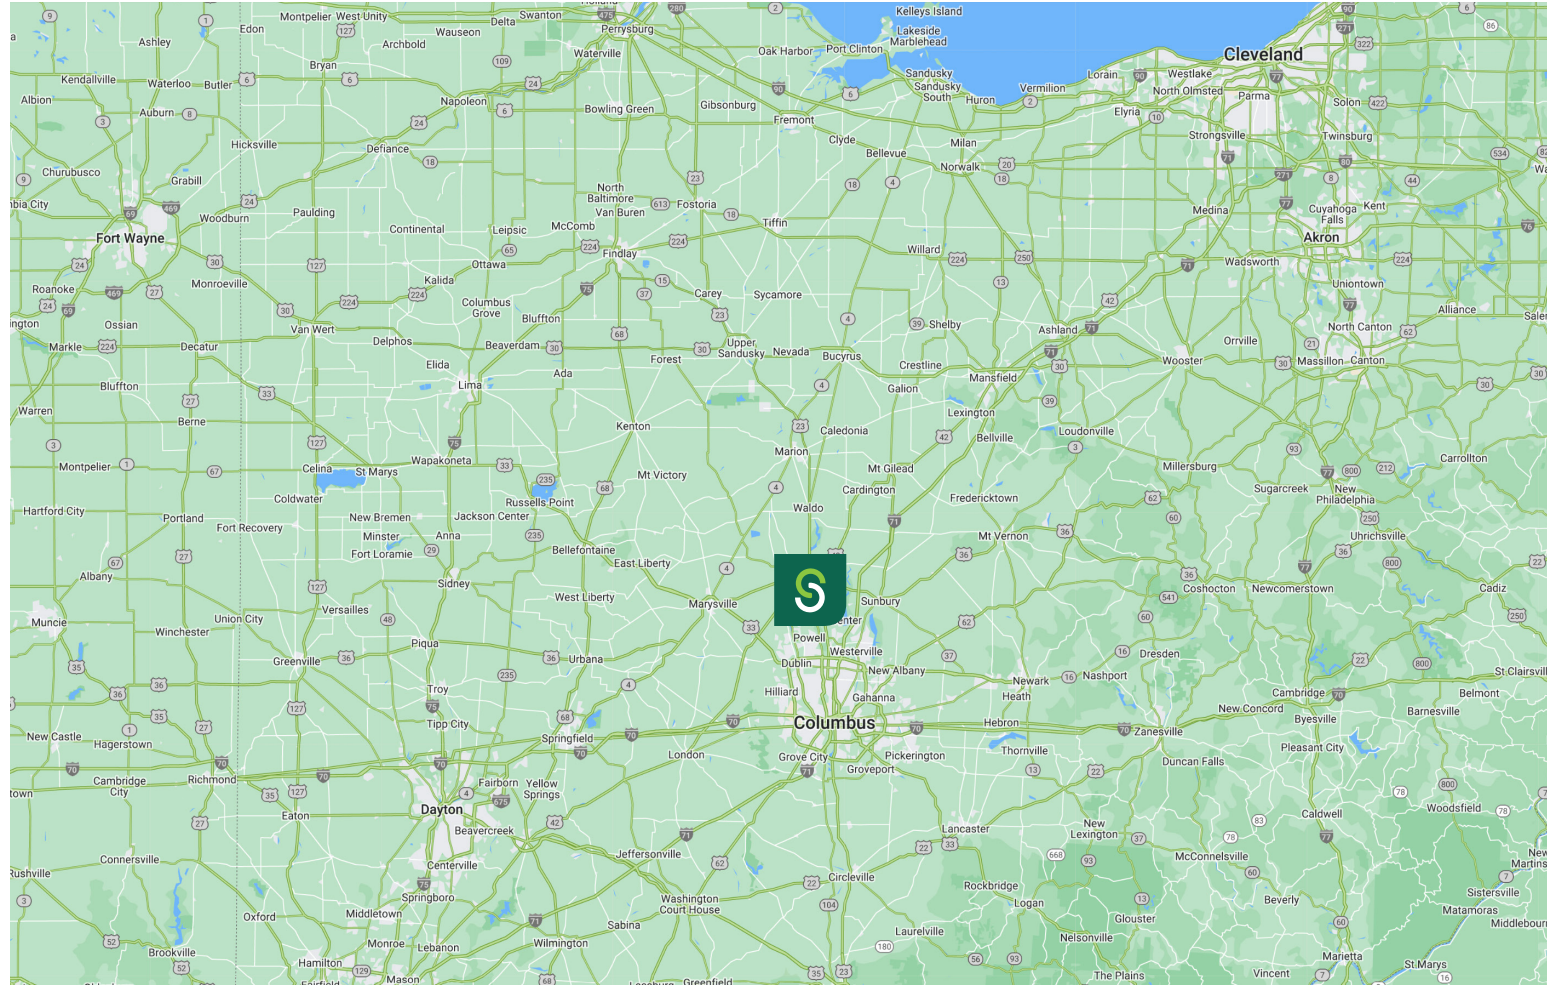 Montpelier
West Unity
Delta
Swanton
Perrysburg
Kelleys Island
Lakeside
Marblehead
Cleveland
Edon
Ashley
Archbold
Wauseon
Waterville
Oak Harbor
Port Clinton
Bryan
Kendallville
Waterloo
Butler
Sandusky
Sandusky
South
Huron
Vermilion
Lorain
Westlake
North Olmsted
Parma
Solon
Albion
Auburn
Napoleon
Bowling Green
Gibsonburg
Fremont
Elyria
Strongsville
Twinsburg
Hicksville
Defiance
Clyde
Bellevue
Milan
Norwalk
Churubusco
Grabill
North
Baltimore
Van Buren
Fostoria
Medina
Cuyahoga
Falls
Kent
Woodburn
Paulding
Continental
Leipsic
McComb
Tiffin
Fort Wayne
Akron
Willard
Wadsworth
Findlay
Ottawa
Kalida
Roanoke
Monroeville
Columbus
Grove
Carey
Sycamore
Uniontown
Alliance
Ossian
Van Wert
Bluffton
Shelby
Ashland
North Canton
Markle
Decatur
Delphos
Beaverdam
Upper
Sandusky
Nevada
Bucyrus
Forest
Orrville
Wooster
Massillon
Canton
Elida
Ada
Crestline
Galion
Mansfield
Lima
Bluffton
Warren
Berne
Kenton
Caledonia
Lexington
Bellville
Loudonville
Marion
Montpelier
Celina
St Marys
Wapakoneta
Mt Victory
Mt Gilead
Cardington
Millersburg
Carrollton
Coldwater
Russells Point
Fredericktown
Sugarcreek
New
Philadelphia
Hartford City
Portland
Fort Recovery
New Bremen
Jackson Center
Waldo
Minster
Anna
Mt Vernon
Uhrichsville
Fort Loramie
Bellefontaine
East Liberty
Albany
Sidney
Coshocton
Newcomerstown
Cadiz
West Liberty
Marysville
Sunbury
Versailles
Muncie
Union City
Winchester
Piqua
Powell
Westerville
Dresden
Greenville
Urbana
Dublin
New Albany
Nashport
St Clairsville
Troy
Hilliard
Gahanna
Newark
Heath
Cambridge
Belmont
Tipp City
Columbus
Hebron
New Concord
Byesville
Barnesville
New Castle
Hagerstown
Springfield
London
Grove City
Pickerington
Groveport
Thornville
Zanesville
Pleasant City
Duncan Falls
Cambridge
City
Richmond
Fairborn
Yellow
Springs
Dayton
Eaton
Beavercreek
Lancaster
New
Lexington
Caldwell
Woodsfield
Connersville
Centerville
Jeffersonville
McConnelsville
Rushville
Springboro
Circleville
Rockbridge
Logan
Beverly
Sistersville
Matamoras
Oxford
Middletown
Washington
Court House
Glouster
Sabina
Laurelville
Nelsonville
Brookville
Monroe
Lebanon
Wilmington
Hamilton
Mason
The Plains
Vincent
Marietta
St Marys